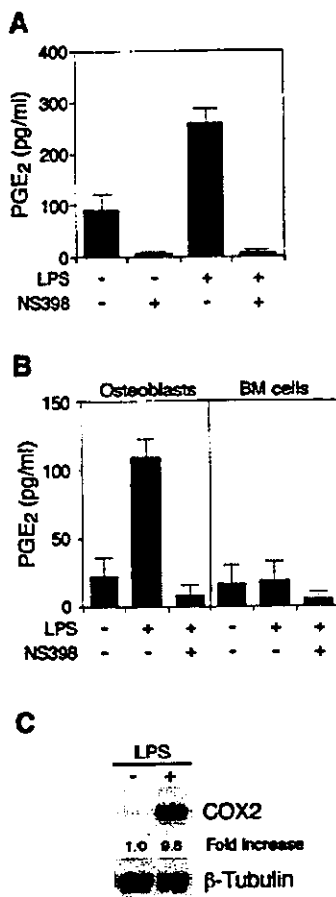 A
PGE2 (pg/ml)
400
300
200
100
0
LPS - - + +
NS398 - + - +
B
Osteoblasts BM cells
PGE2 (pg/ml)
150
100
50
0
LPS - + + - + +
NS398 - - + - - +
C
LPS
- +
COX2
1.0 9.8 Fold increase
β-Tubulin